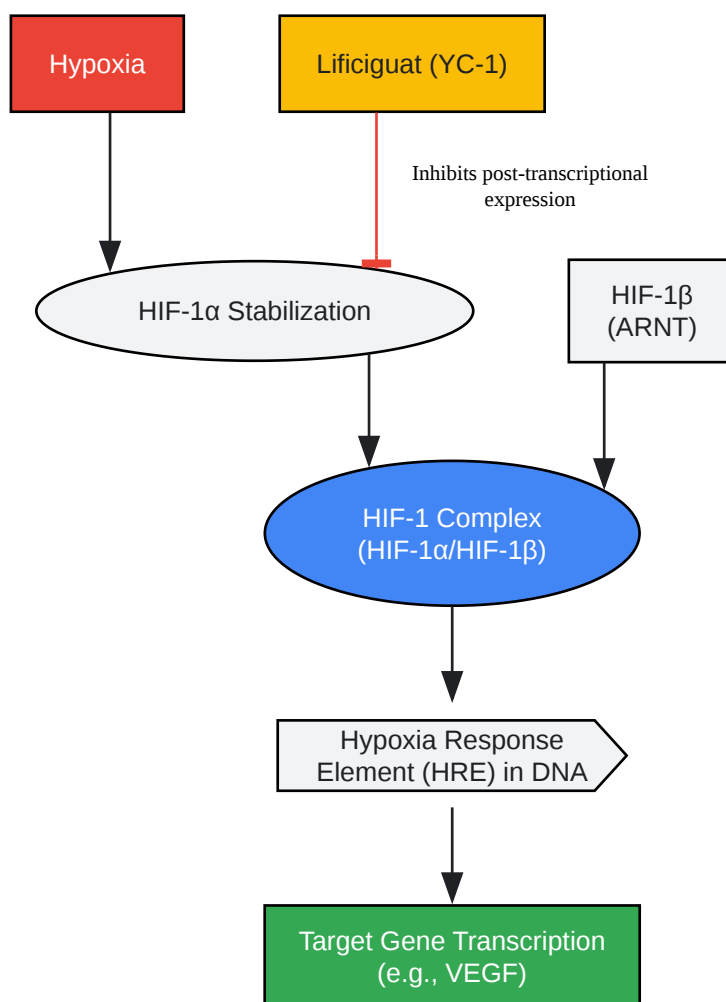 Hypoxia
Lificiguat (YC-1)
Inhibits post-transcriptional
expression
HIF-1α Stabilization
HIF-1β
(ARNT)
HIF-1 Complex
(HIF-1α/HIF-1β)
Hypoxia Response
Element (HRE) in DNA
Target Gene Transcription
(e.g., VEGF)